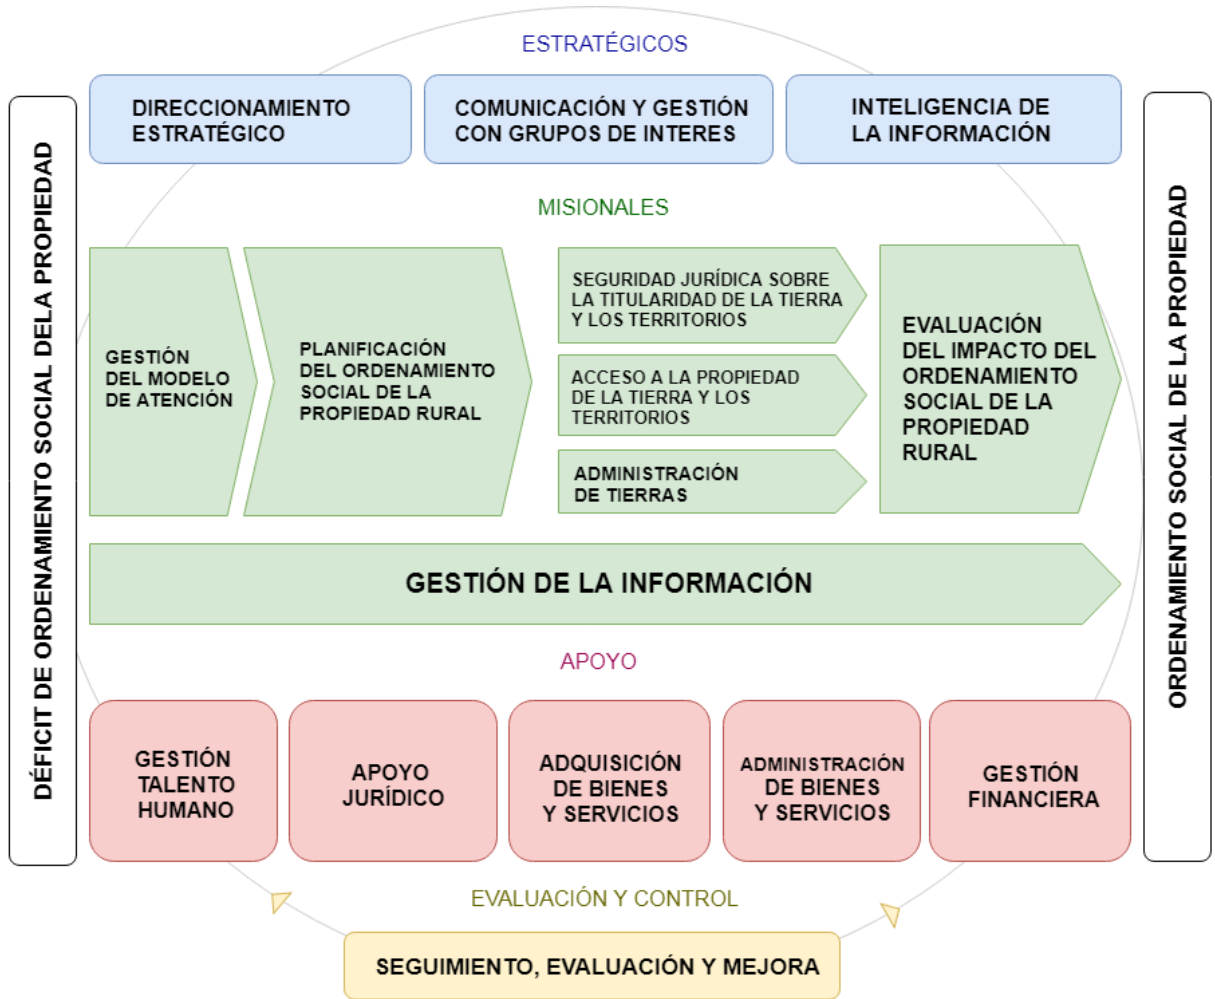 ESTRATÉGICOS
DIRECCIONAMIENTO
ESTRATÉGICO
COMUNICACIÓN Y GESTIÓN
CON GRUPOS DE INTERES
INTELIGENCIA DE
LA INFORMACIÓN
DÉFICIT DE ORDENAMIENTO SOCIAL DELA PROPIEDAD
MISIONALES
GESTIÓN
DEL MODELO
DE ATENCIÓN
PLANIFICACIÓN
DEL ORDENAMIENTO
SOCIAL DE LA
PROPIEDAD RURAL
SEGURIDAD JURÍDICA SOBRE
LA TITULARIDAD DE LA TIERRA
Y LOS TERRITORIOS
ACCESO A LA PROPIEDAD
DE LA TIERRA Y LOS
TERRITORIOS
ADMINISTRACIÓN
DE TIERRAS
EVALUACIÓN
DEL IMPACTO DEL
ORDENAMIENTO
SOCIAL DE LA
PROPIEDAD
RURAL
ORDENAMIENTO SOCIAL DE LA PROPIEDAD
GESTIÓN DE LA INFORMACIÓN
APOYO
GESTIÓN
TALENTO
HUMANO
APOYO
JURÍDICO
ADQUISICIÓN
DE BIENES
Y SERVICIOS
ADMINISTRACIÓN
DE BIENES
Y SERVICIOS
GESTIÓN
FINANCIERA
EVALUACIÓN Y CONTROL
SEGUIMIENTO, EVALUACIÓN Y MEJORA